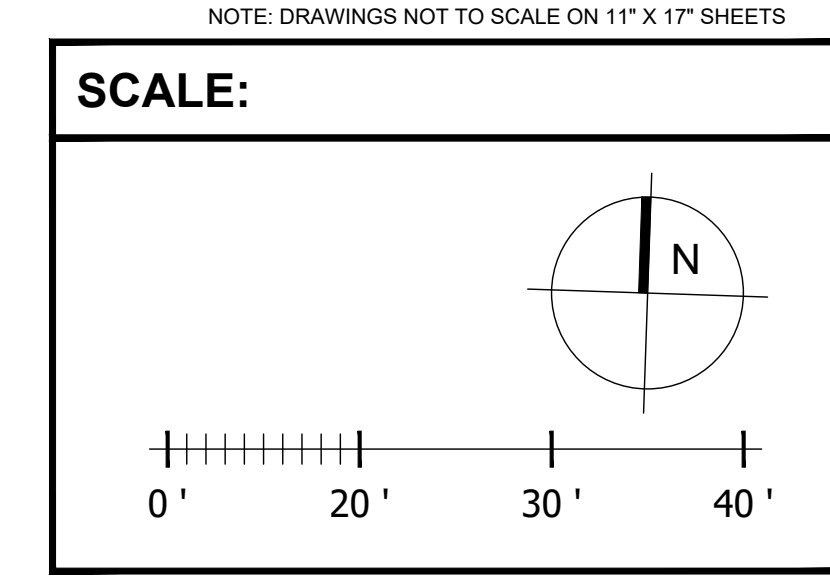 NOTE: DRAWINGS NOT TO SCALE ON 11" X 17" SHEETS
SCALE:
N
0 ' 20 ' 30 ' 40 '